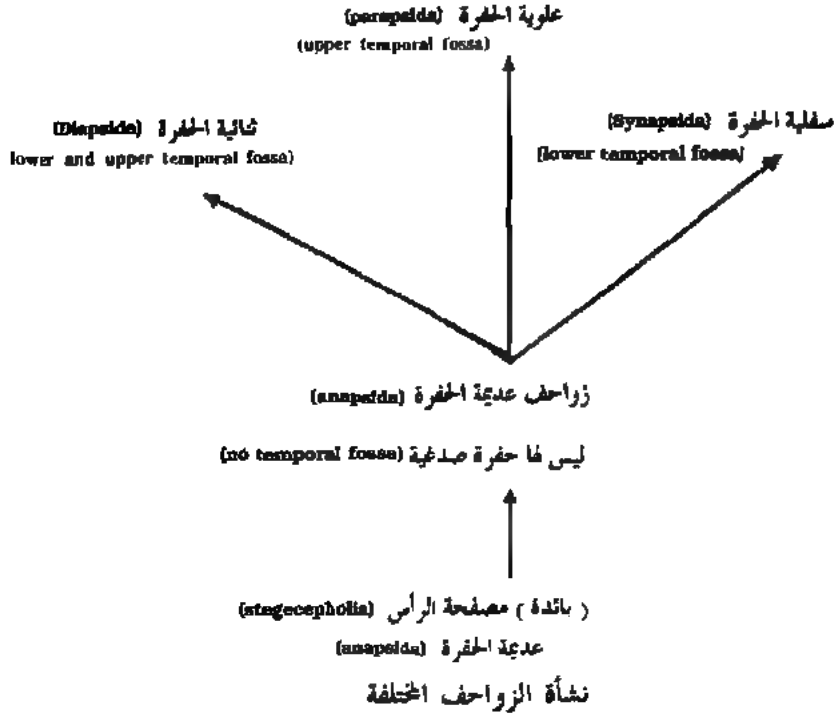 علوية الحفرة (parapsida)
(upper temporal fossa)
ثنائية الحفرة (Diapsida)
lower and upper temporal fossa)
سفلية الحفرة (Synapsida)
(lower temporal fossa)
زواحف عديمة الحفرة (anapsida)
ليس لها حفرة صدغية (no temporal fossa)
( بائدة ) مصفحة الرأس (stegecepholia)
عديمة الحفرة (anapsida)
نشأة الزواحف المختلفة